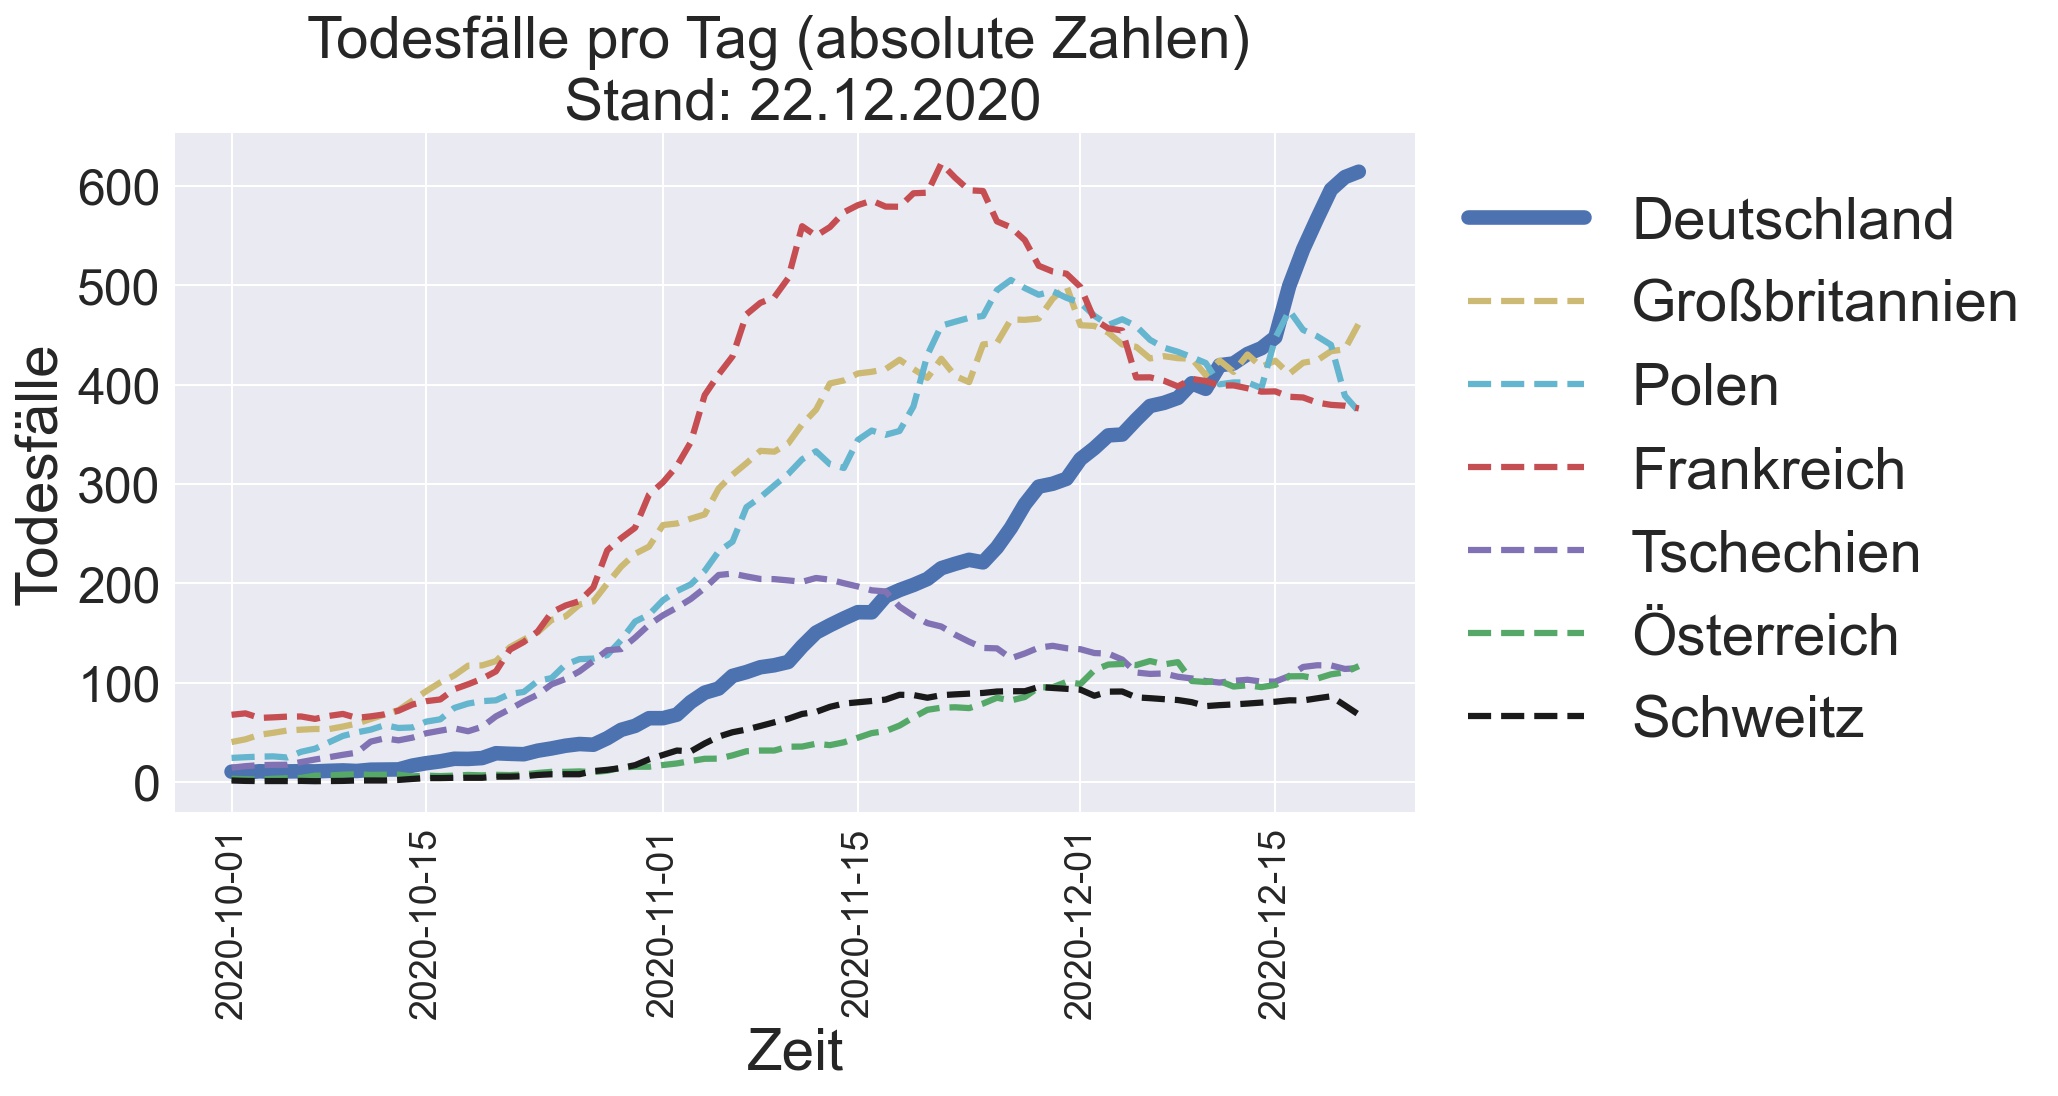 Todesfälle pro Tag (absolute Zahlen)
Stand: 22.12.2020
Todesfälle
600
500
400
300
200
100
0
2020-10-01
2020-10-15
2020-11-01
2020-11-15
2020-12-01
2020-12-15
Zeit
Deutschland
Großbritannien
Polen
Frankreich
Tschechien
Österreich
Schweitz